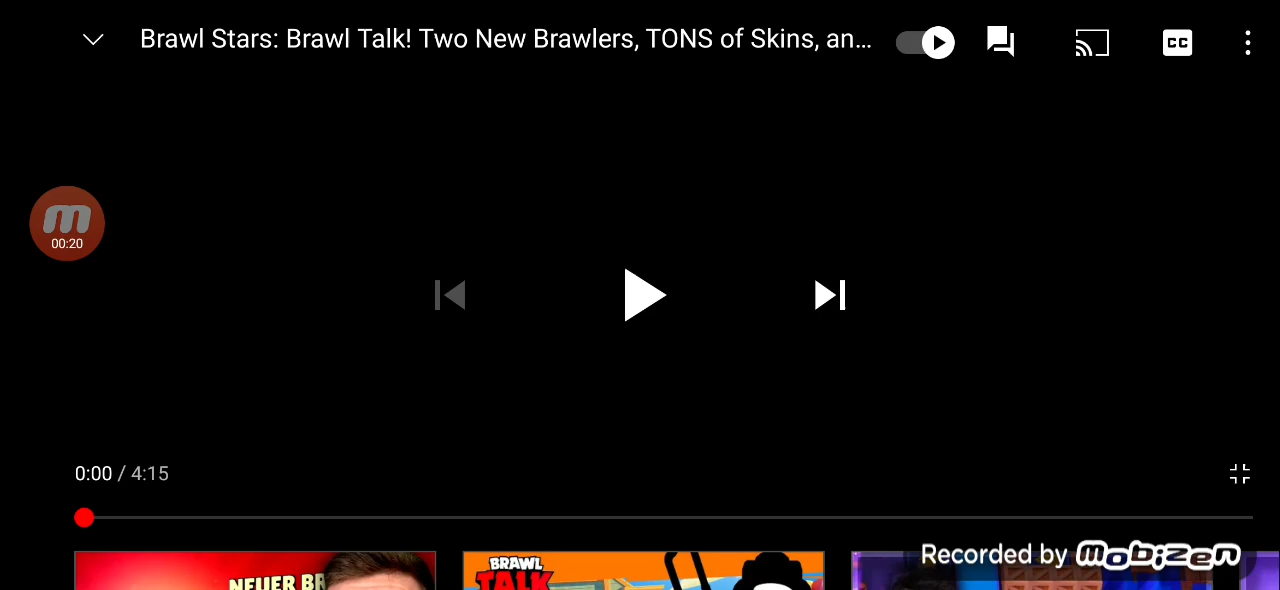 Brawl Stars: Brawl Talk! Two New Brawlers, TONS of Skins, an...
CC
m
00:20
0:00 / 4:15
NEUER BR
BRAWL
TALK
Recorded by mobizen